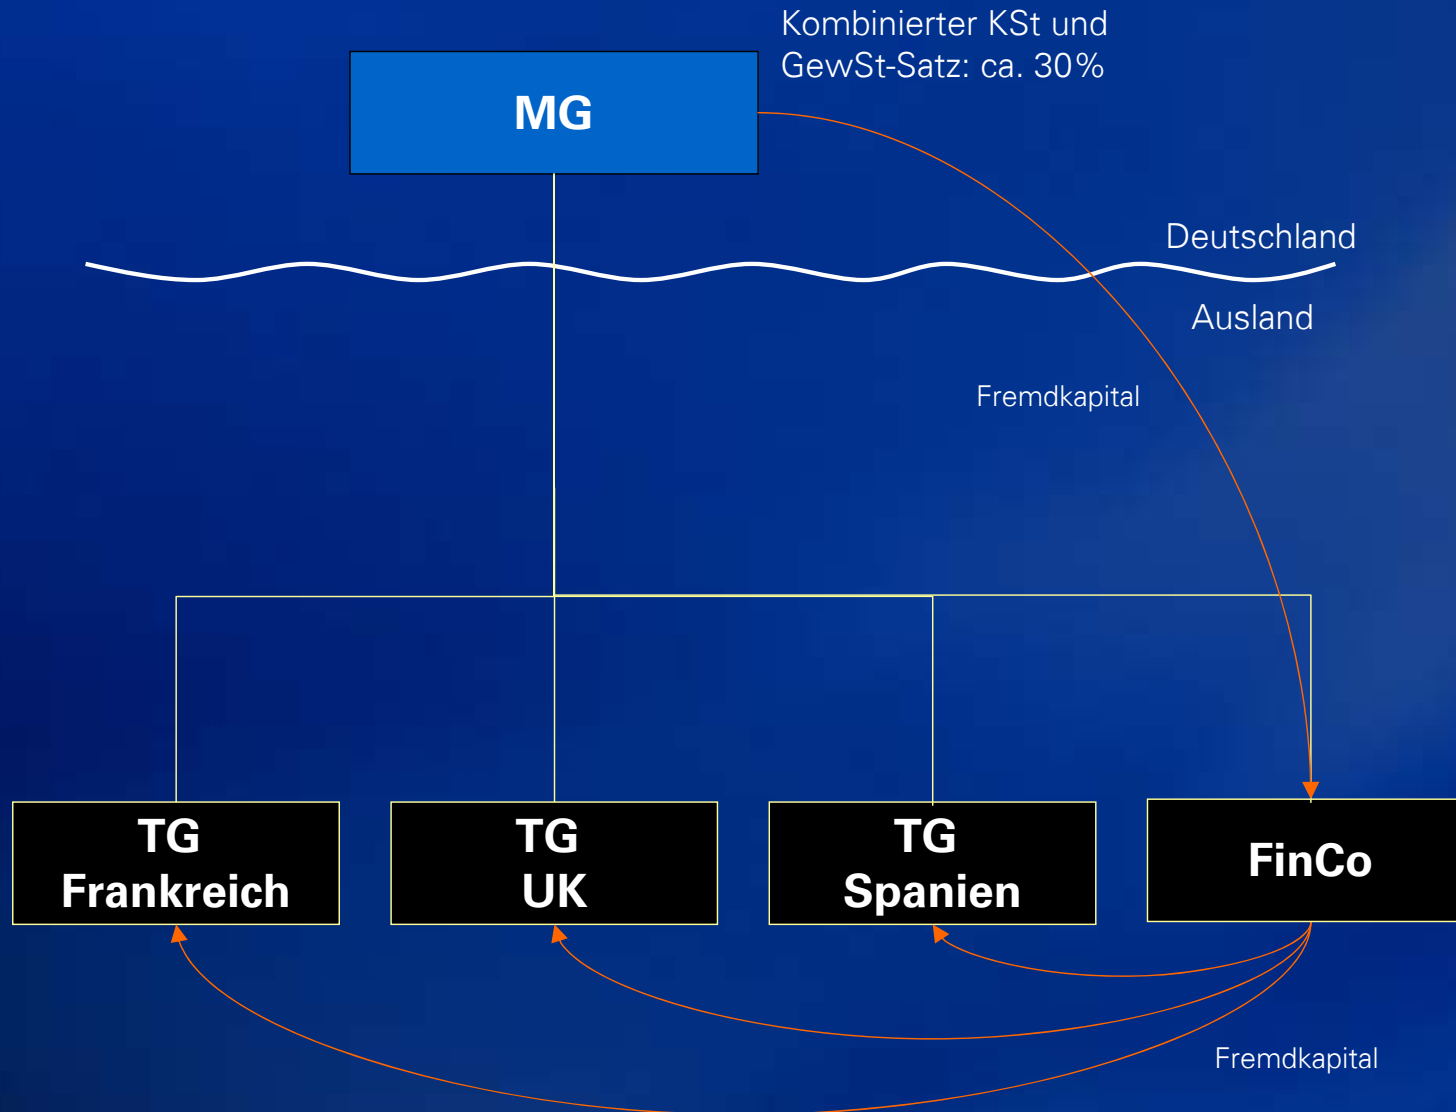 Kombinierter KSt und
GewSt-Satz: ca. 30%
MG
Deutschland
Ausland
Fremdkapital
TG
Frankreich
TG
UK
TG
Spanien
FinCo
Fremdkapital